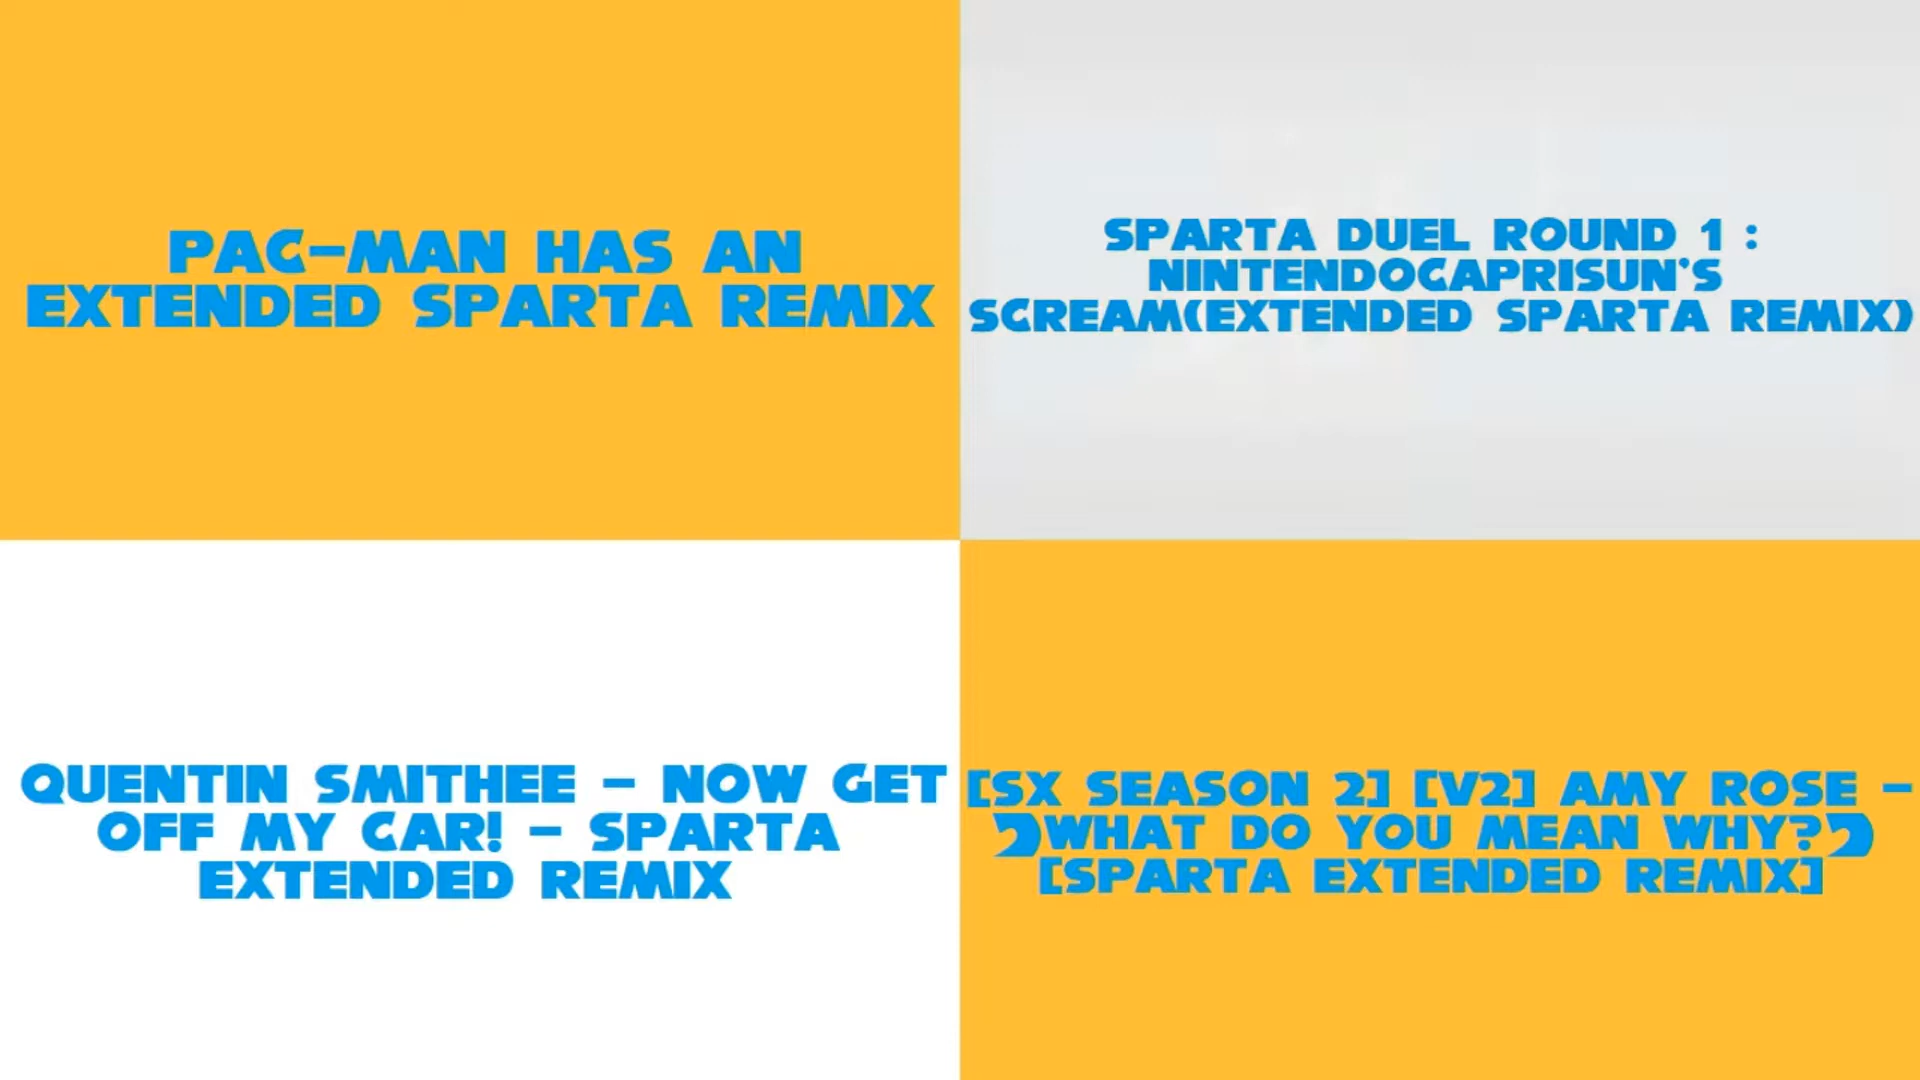 PAC-MAN HAS AN
EXTENDED SPARTA REMIX
SPARTA DUEL ROUND 1 :
NINTENDOCAPRISUN'S
SCREAM(EXTENDED SPARTA REMIX)
QUENTIN SMITHEE - NOW GET
OFF MY CAR! - SPARTA
EXTENDED REMIX
[SX SEASON 2] [V2] AMY ROSE -
"WHAT DO YOU MEAN WHY?"
[SPARTA EXTENDED REMIX]